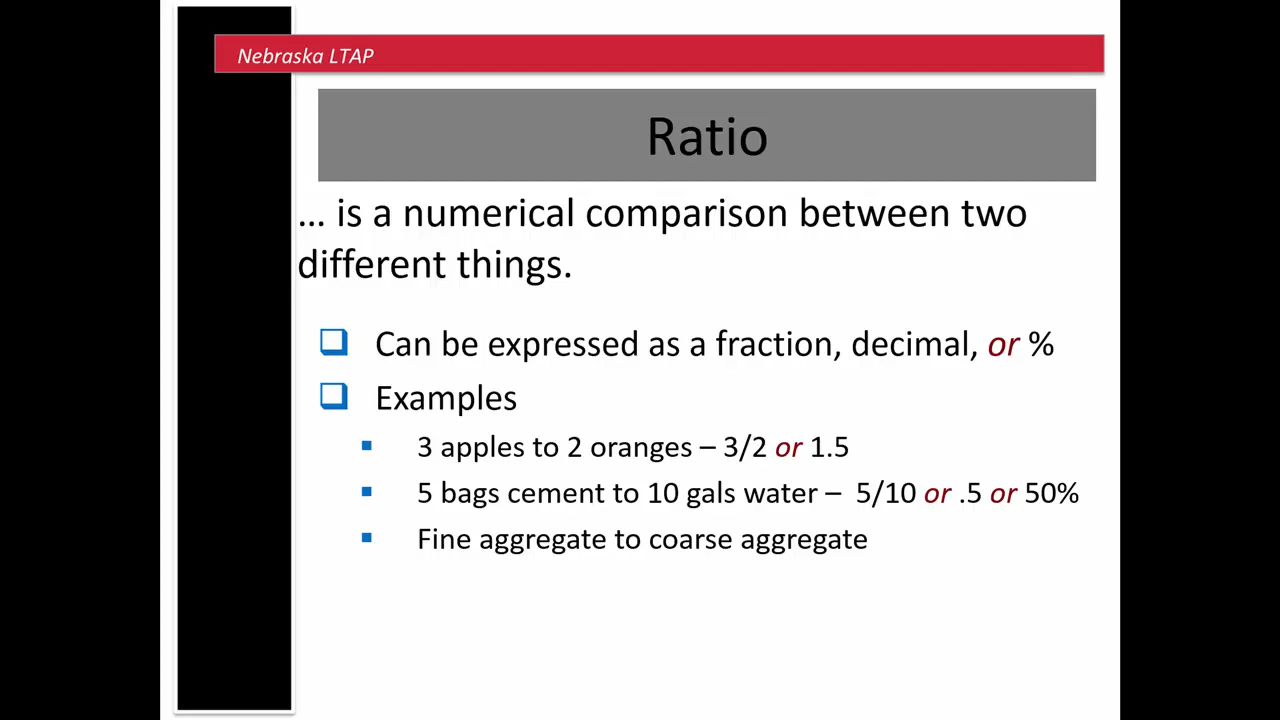 Nebraska LTAP
Ratio
... is a numerical comparison between two
different things.
Can be expressed as a fraction, decimal, or %
Examples
3 apples to 2 oranges – 3/2 or 1.5
5 bags cement to 10 gals water – 5/10 or .5 or 50%
Fine aggregate to coarse aggregate